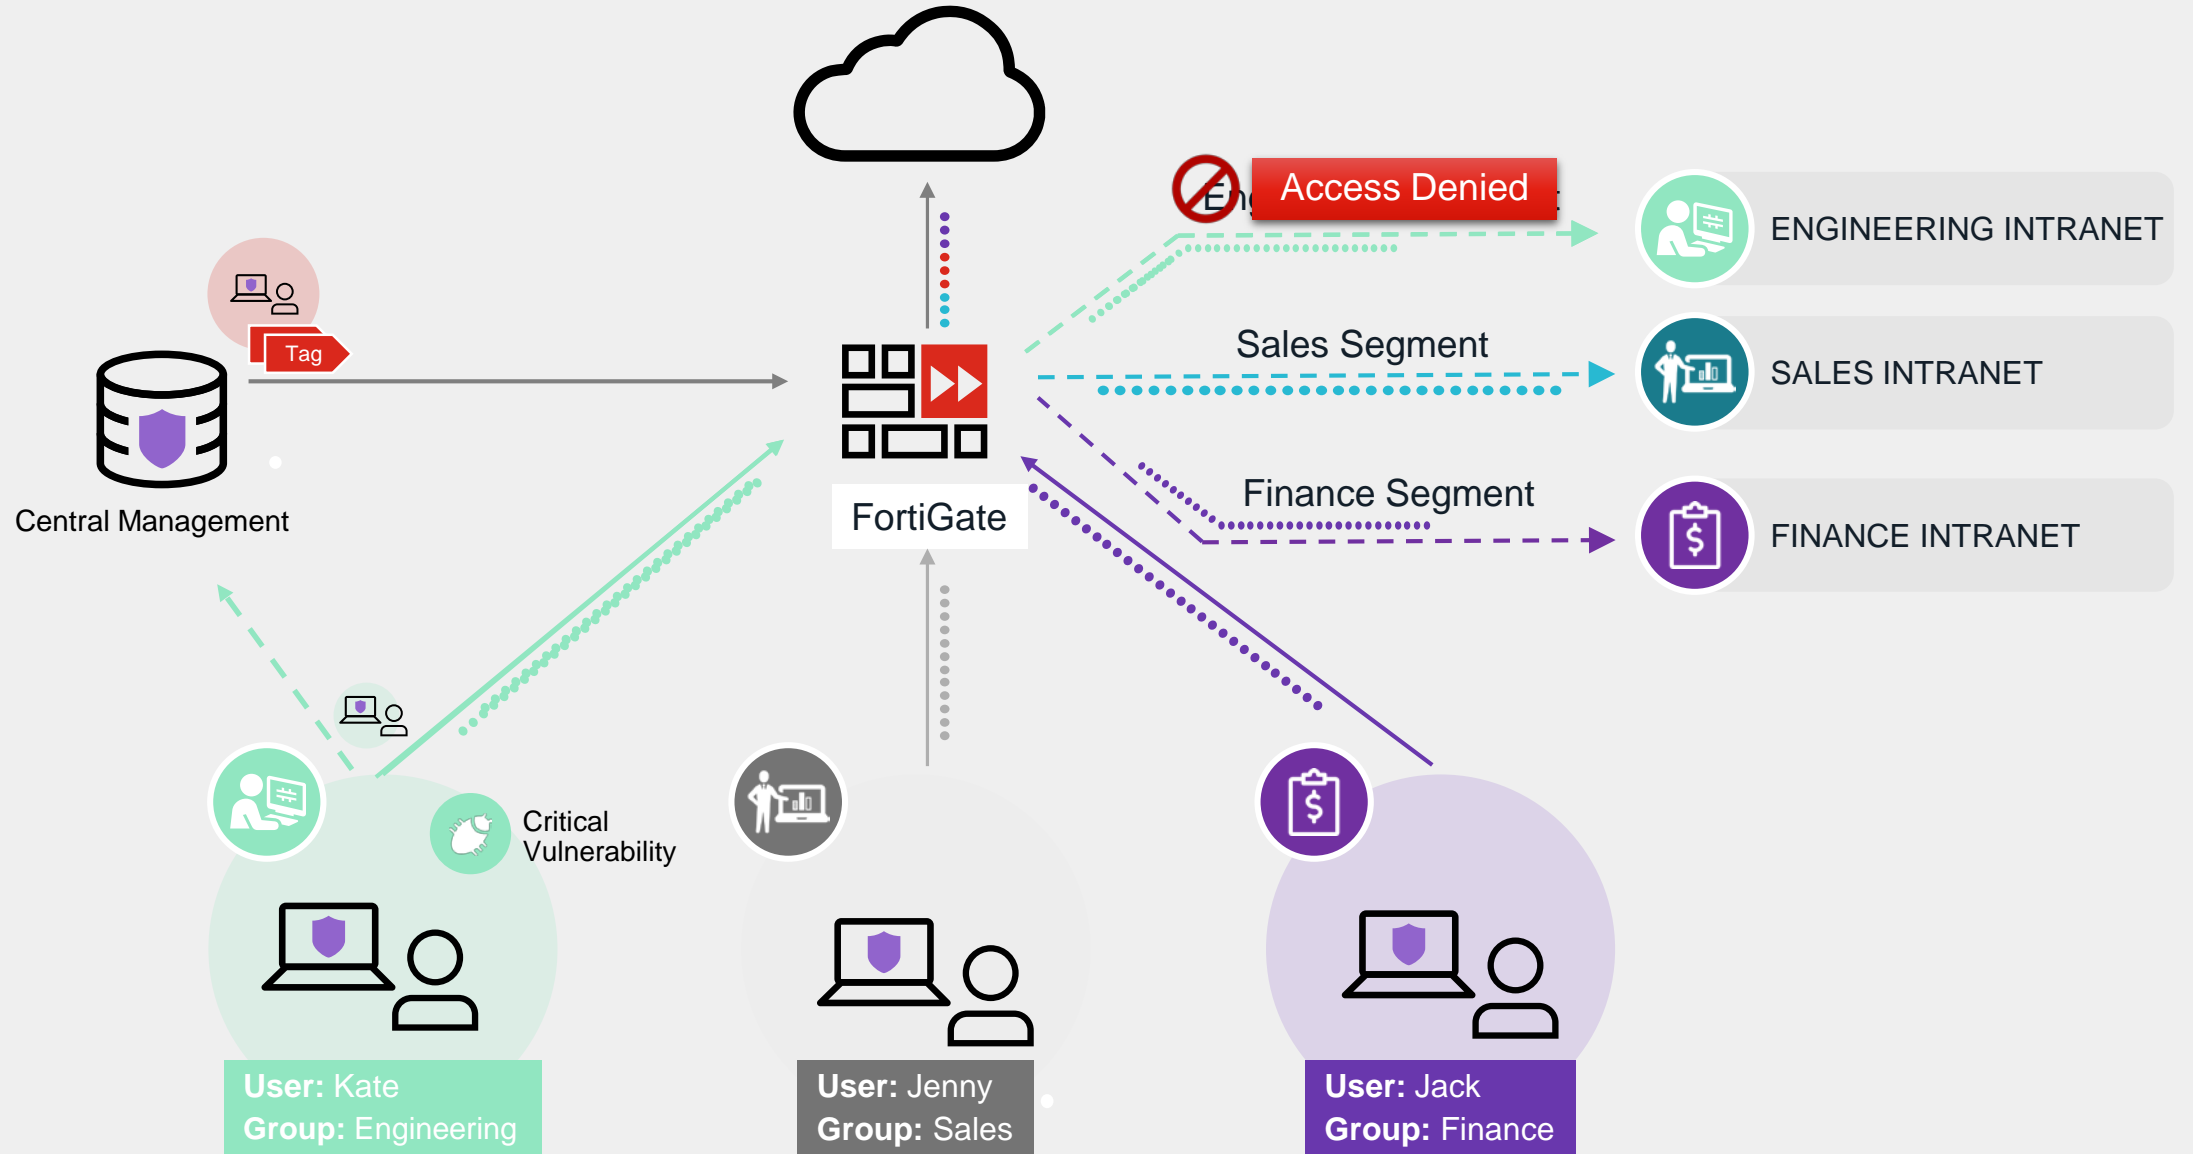 Access Denied
ENGINEERING INTRANET
Tag
Sales Segment
SALES INTRANET
Central Management
FortiGate
Finance Segment
FINANCE INTRANET
Critical
Vulnerability
User: Kate
Group: Engineering
User: Jenny
Group: Sales
User: Jack
Group: Finance